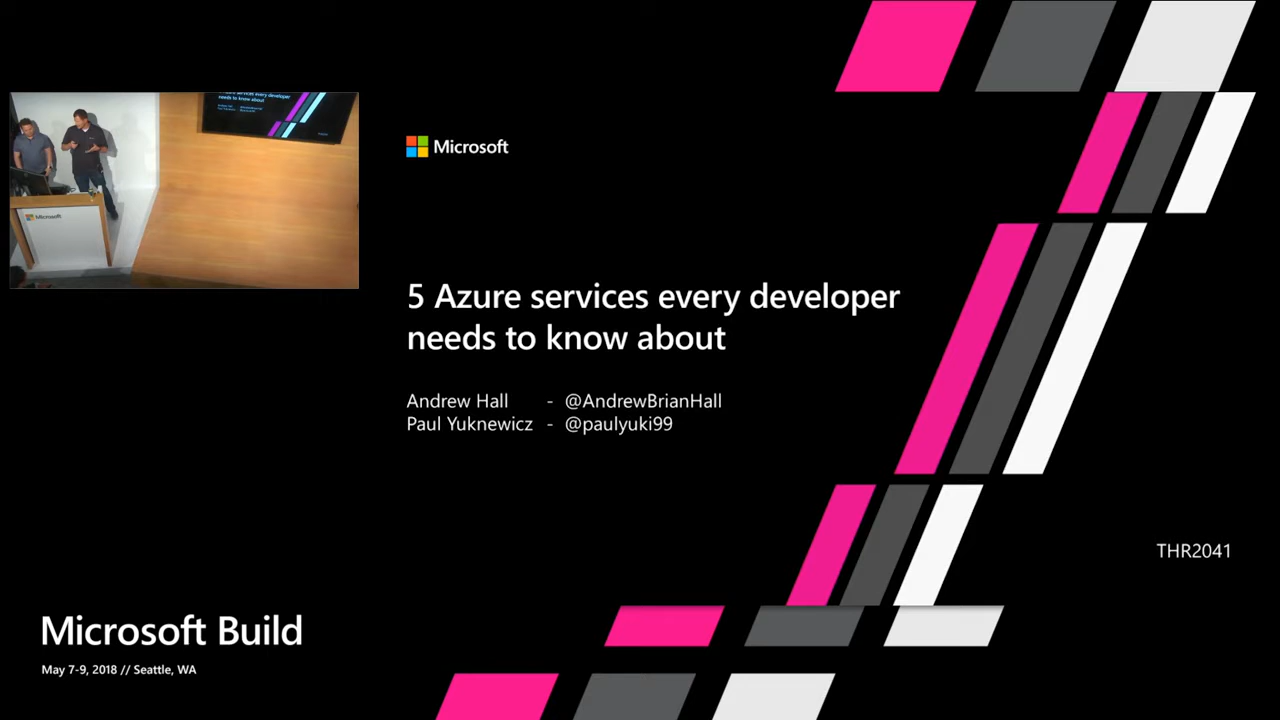 Microsoft
Microsoft
5 Azure services every developer
needs to know about
Andrew Hall - @AndrewBrianHall
Paul Yuknewicz - @paulyuki99
THR2041
Microsoft Build
May 7-9, 2018 // Seattle, WA